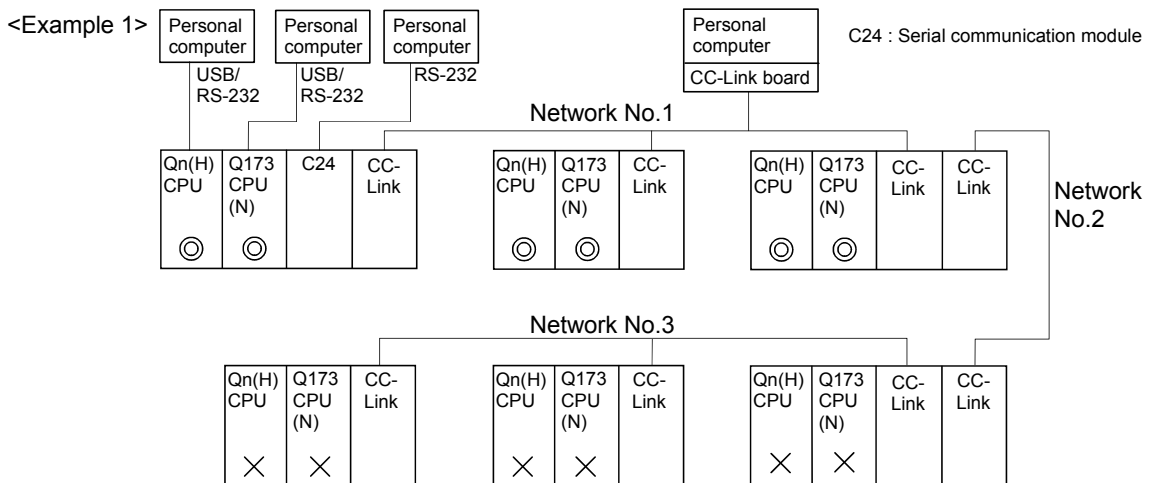 <Example 1>
Personal
computer
Personal
computer
Personal
computer
Personal
computer
CC-Link board
C24 : Serial communication module
USB/
RS-232
USB/
RS-232
RS-232
Network No.1
Qn(H)
CPU
Q173
CPU
(N)
C24
CC-
Link
Qn(H)
CPU
Q173
CPU
(N)
CC-
Link
Qn(H)
CPU
Q173
CPU
(N)
CC-
Link
CC-
Link
Network
No.2
Network No.3
Qn(H)
CPU
Q173
CPU
(N)
CC-
Link
Qn(H)
CPU
Q173
CPU
(N)
CC-
Link
Qn(H)
CPU
Q173
CPU
(N)
CC-
Link
CC-
Link